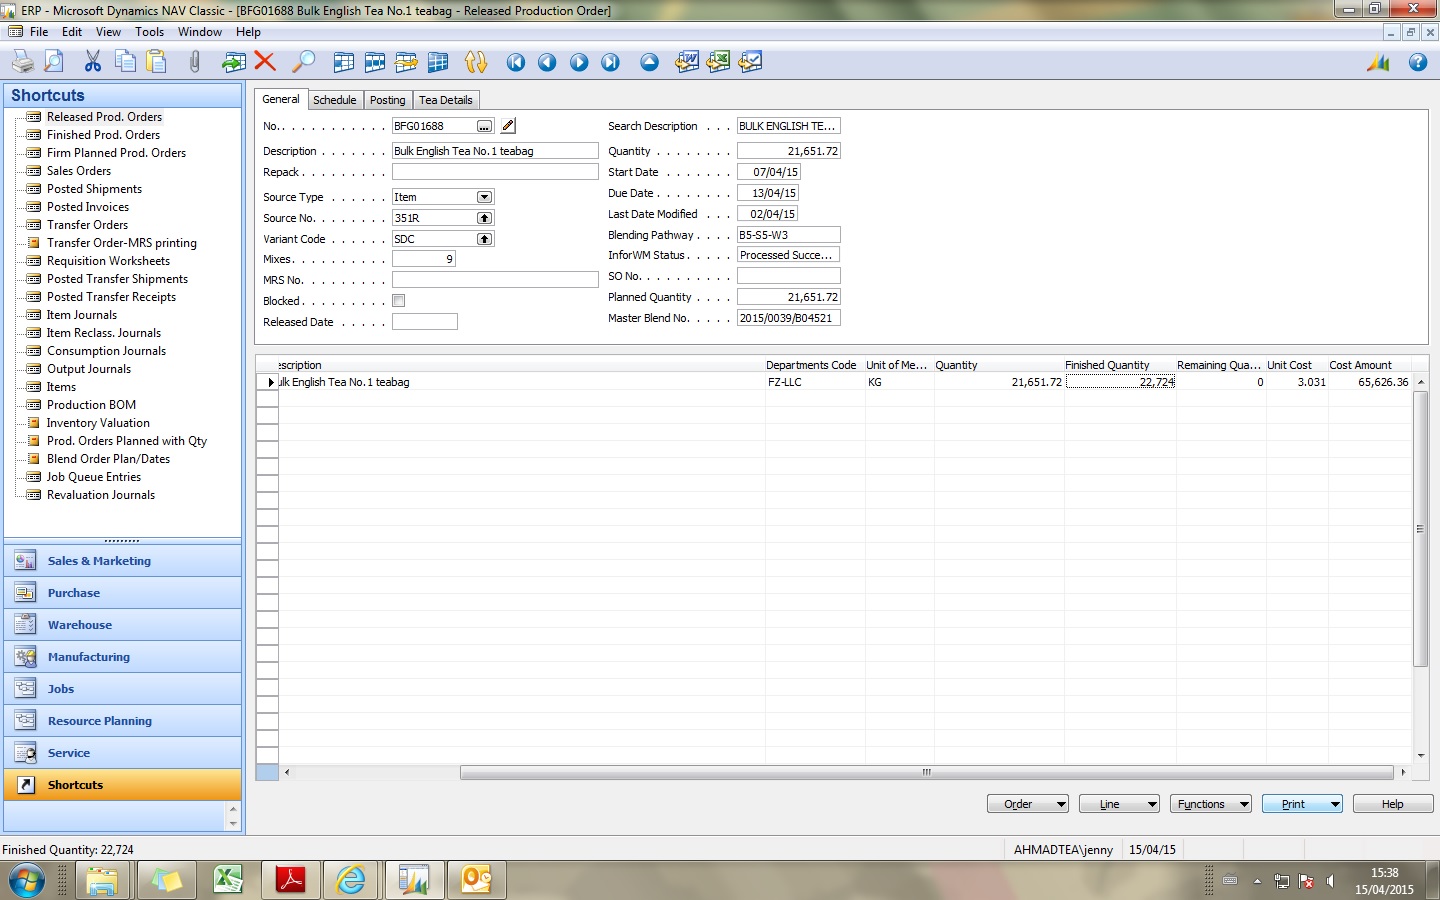 ERP - Microsoft Dynamics NAV Classic - [BFG01688 Bulk English Tea No.1 teabag - Released Production Order]
File Edit View Tools Window Help
Shortcuts
Released Prod. Orders
Finished Prod. Orders
Firm Planned Prod. Orders
Sales Orders
Posted Shipments
Posted Invoices
Transfer Orders
Transfer Order-MRS printing
Requisition Worksheets
Posted Transfer Shipments
Posted Transfer Receipts
Item Journals
Item Reclass. Journals
Consumption Journals
Output Journals
Items
Production BOM
Inventory Valuation
Prod. Orders Planned with Qty
Blend Order Plan/Dates
Job Queue Entries
Revaluation Journals
Sales & Marketing
Purchase
Warehouse
Manufacturing
Jobs
Resource Planning
Service
Shortcuts
General Schedule Posting Tea Details
No. . . . . . . . . . . . BFG01688 ...
Description . . . . . . . . Bulk English Tea No.1 teabag
Repack . . . . . . . . . .
Source Type . . . . . . Item
Source No. . . . . . . . 351R
Variant Code . . . . . . SDC
Mixes. . . . . . . . . . . 9
MRS No. . . . . . . . . .
Blocked . . . . . . . . . .
Released Date . . . . .
Search Description . . . BULK ENGLISH TE...
Quantity . . . . . . . . 21,651.72
Start Date . . . . . . . 07/04/15
Due Date . . . . . . . . 13/04/15
Last Date Modified . . . 02/04/15
Blending Pathway . . . . B5-S5-W3
InforWM Status . . . . . Processed Succe...
SO No. . . . . . . . . .
Planned Quantity . . . . 21,651.72
Master Blend No. . . . . 2015/0039/B04521
escription Departments Code Unit of Me... Quantity Finished Quantity Remaining Qua... Unit Cost Cost Amount
ulk English Tea No.1 teabag FZ-LLC KG 21,651.72 22,724 0 3.031 65,626.36
Order Line Functions Print Help
Finished Quantity: 22,724 AHMADTEA\jenny 15/04/15
15:38
15/04/2015